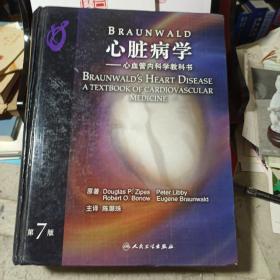 BRAUNWALD
心脏病学
——心血管内科学教科书
BRAUNWALD'S HEART DISEASE
A TEXTBOOK OF CARDIOVASCULAR
MEDICINE
原著 Douglas P. Zipes Peter Libby
Robert O. Bonow Eugene Braunwald
主译 陈灏珠
第7版
人民卫生出版社